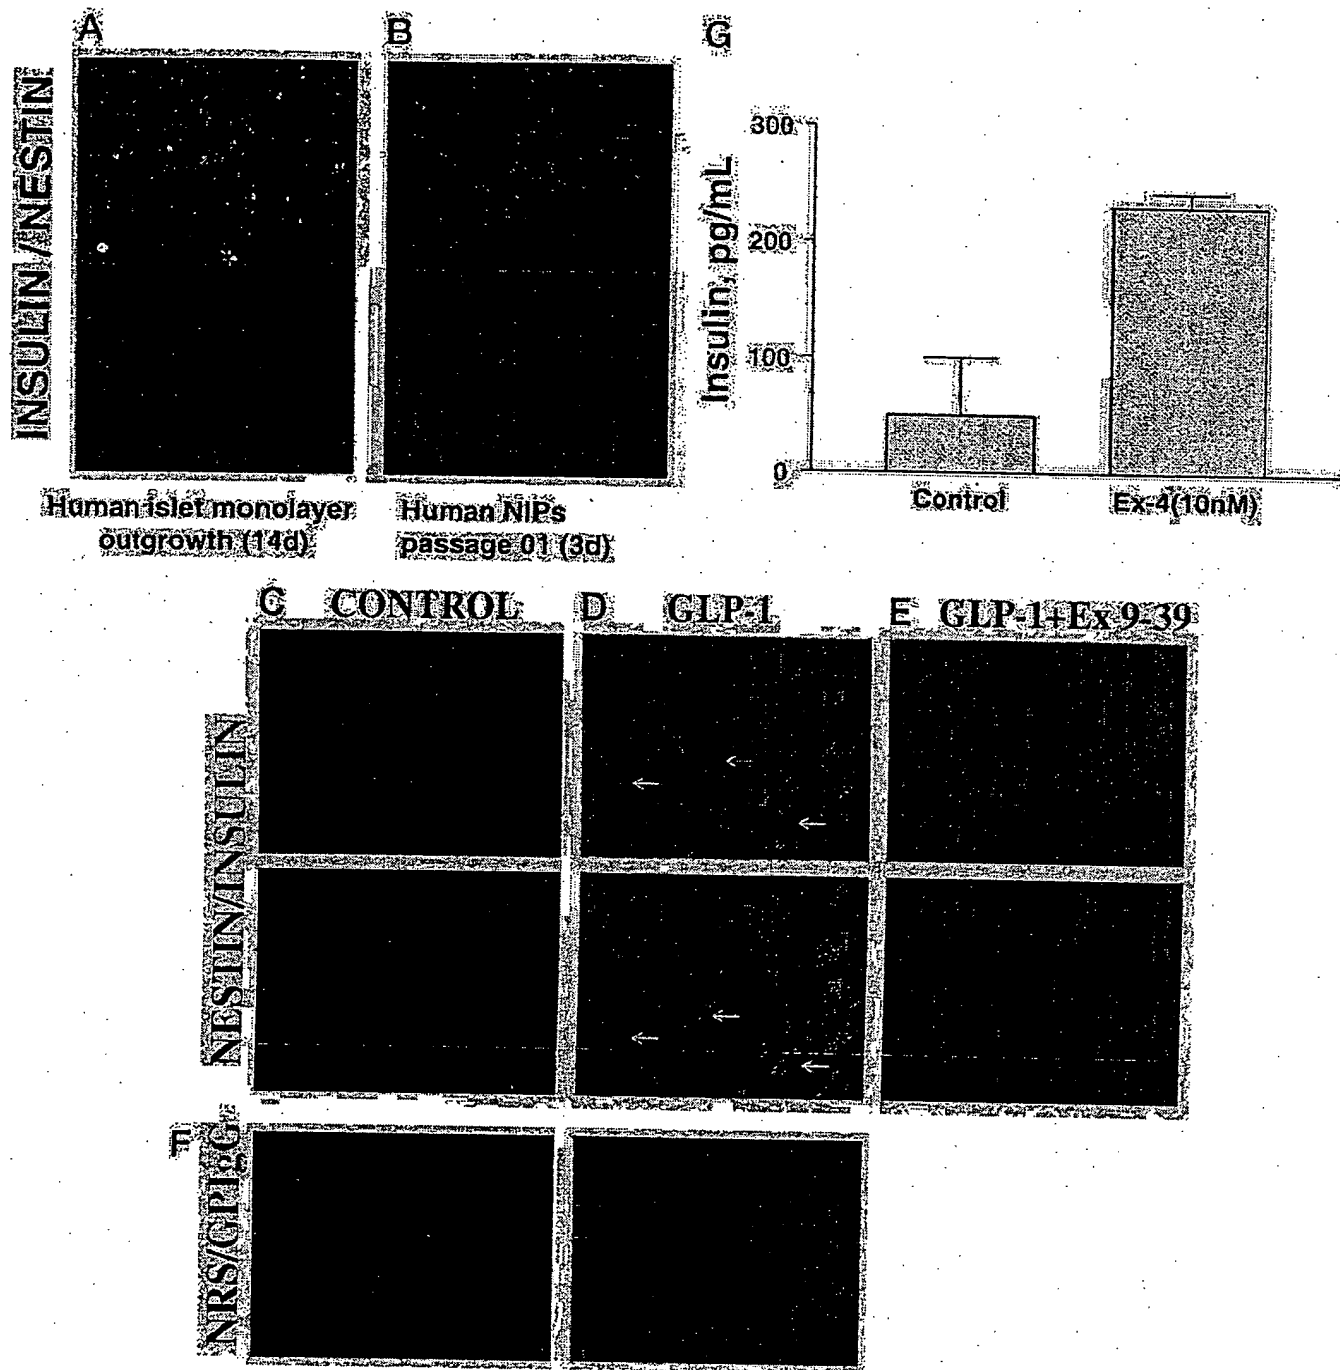 A
B
G
INSULIN/NESTIN
Human islet monolayer
outgrowth (14d)
Human NIPs
passage 01 (3d)
Insulin, pg/mL
300
200
100
0
Control
Ex-4(10nM)
C CONTROL
D GLP-1
E GLP-1+Ex 9-39
NESTIN/INSULIN
F
NRS/GPIgG